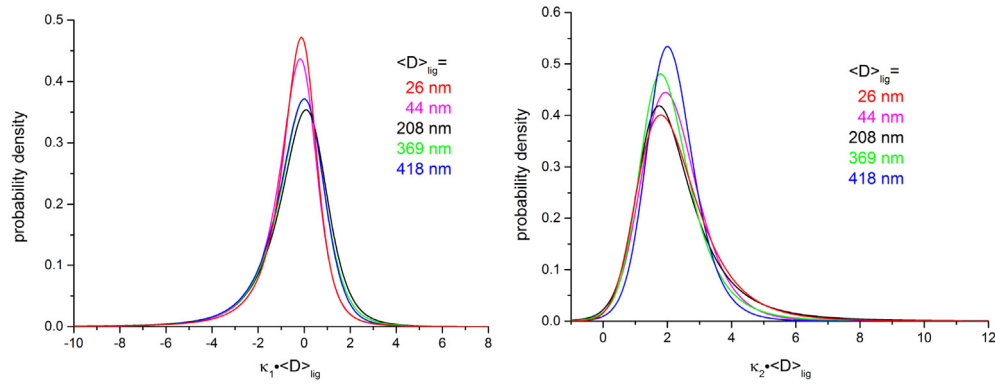 0.5
0.4
0.3
0.2
0.1
0.0
probability density
-10
-8
-6
-4
-2
0
2
4
6
8
κ1•<D>lig
<D>lig=
26 nm
44 nm
208 nm
369 nm
418 nm
0.6
0.5
0.4
0.3
0.2
0.1
0.0
probability density
0
2
4
6
8
10
12
κ2•<D>lig
<D>lig=
26 nm
44 nm
208 nm
369 nm
418 nm